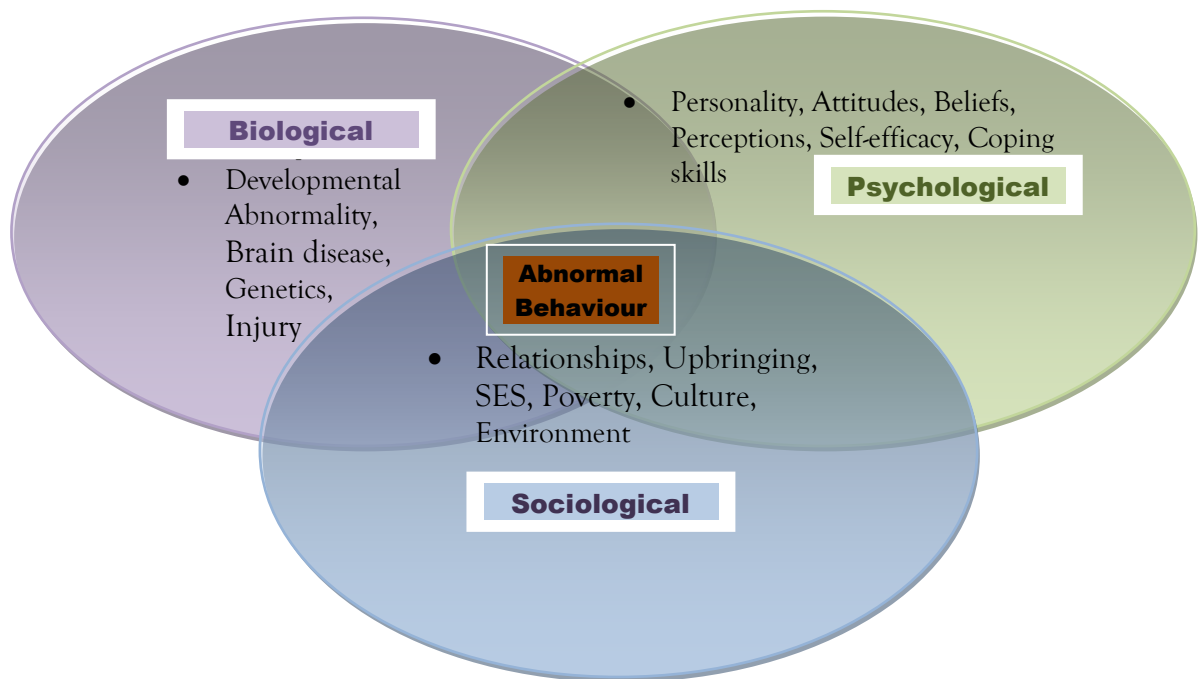 Biological
• Developmental
Abnormality,
Brain disease,
Genetics,
Injury
• Personality, Attitudes, Beliefs,
Perceptions, Self-efficacy, Coping
skills
Psychological
Abnormal
Behaviour
• Relationships, Upbringing,
SES, Poverty, Culture,
Environment
Sociological